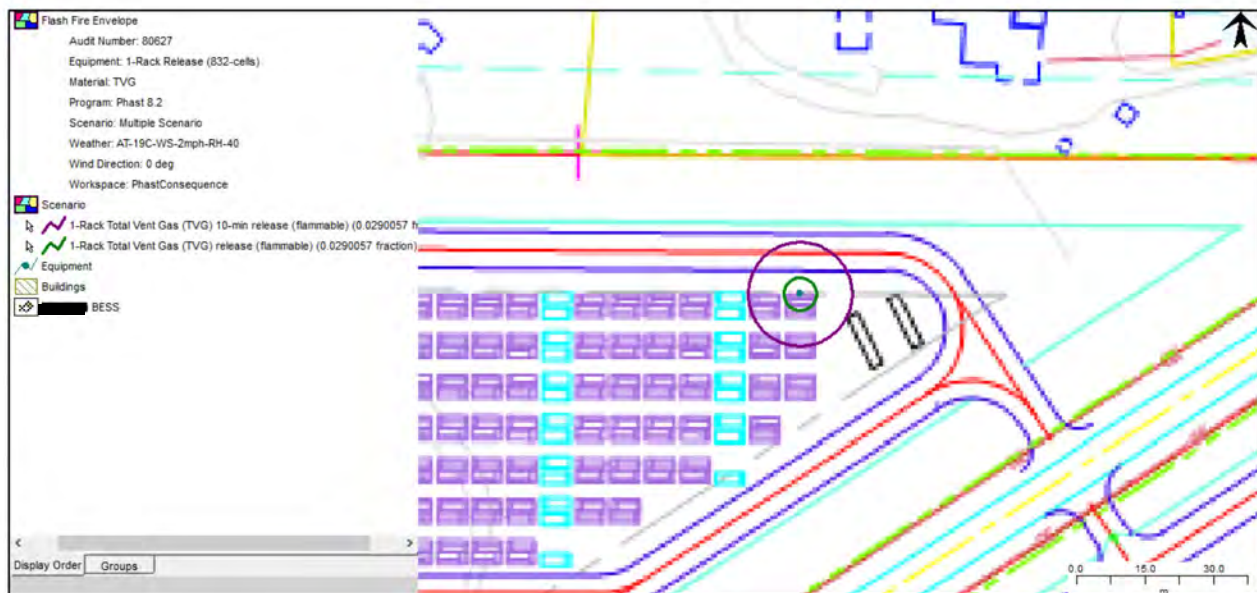 Flash Fire Envelope
Audit Number: 80627
Equipment: 1-Rack Release (832-cells)
Material: TVG
Program: Phast 8.2
Scenario: Multiple Scenario
Weather: AT-19C-WS-2mph-RH-40
Wind Direction: 0 deg
Workspace: PhastConsequence
Scenario
1-Rack Total Vent Gas (TVG) 10-min release (flammable) (0.0290057 fr
1-Rack Total Vent Gas (TVG) release (flammable) (0.0290057 fraction)
Equipment
Buildings
BESS
Display Order Groups
0.0 15.0 30.0
m